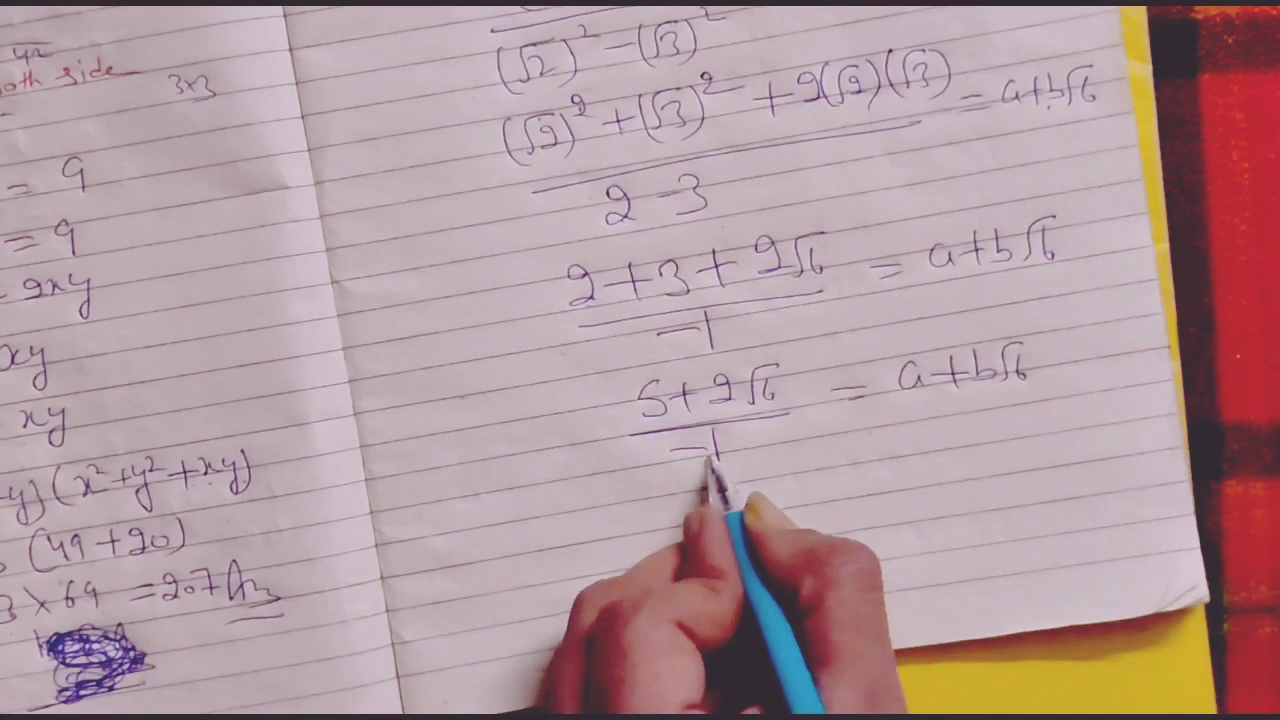 oth side
3×3
= 9
= 9
2xy
xy
xy
y) (x² + y² + xy)
(49 + 20)
3 × 69 = 207 Ans
(√2)² - (√3)²
(√2)² + (√3)² + 2(√2)(√3) = a + b√6
2 - 3
2 + 3 + 2√6 = a + b√6
-1
5 + 2√6 = a + b√6
-1